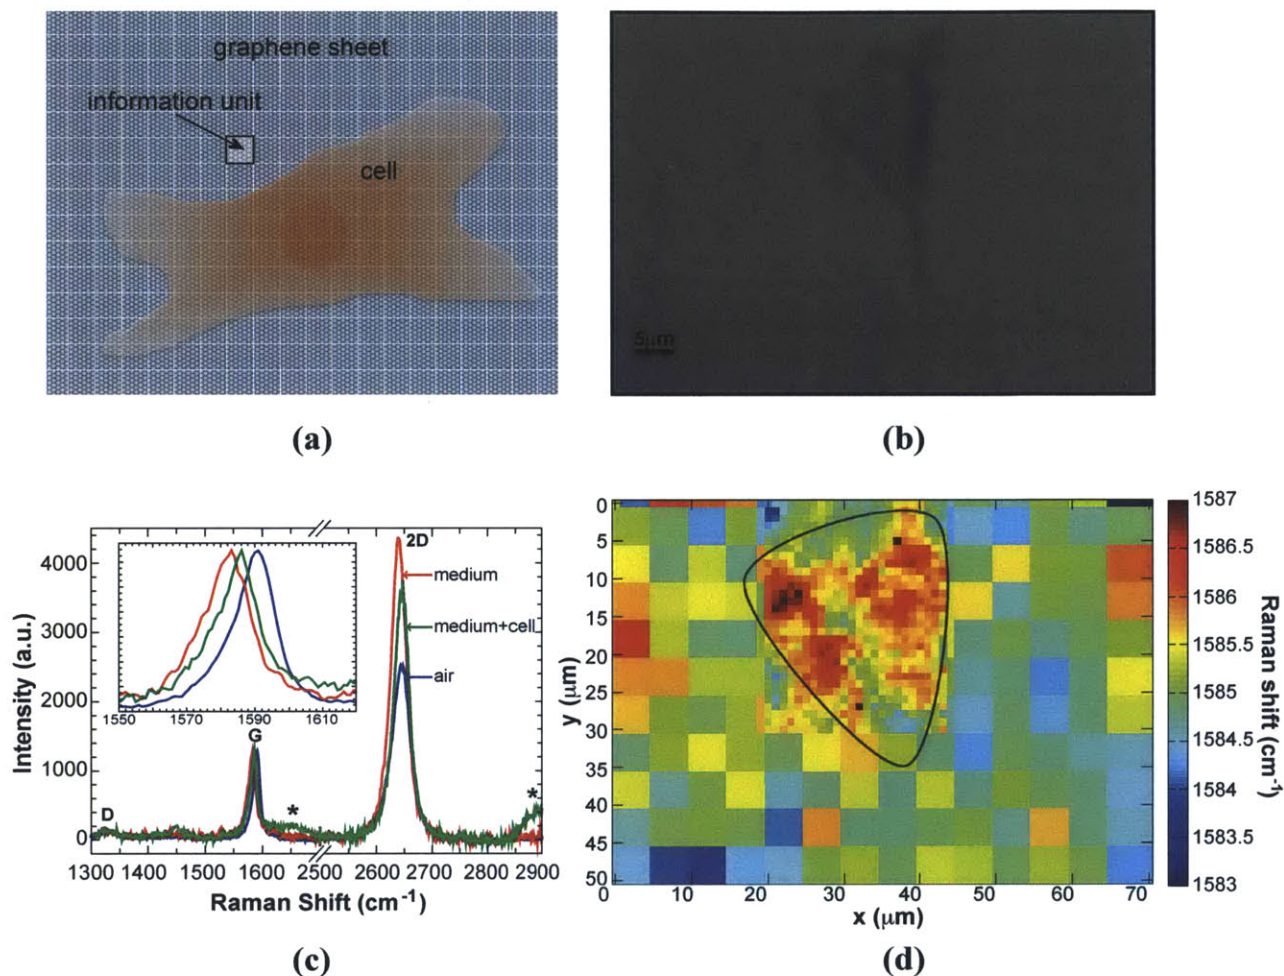 graphene sheet
information unit
cell
(a)
5μm
(b)
Intensity (a.u.)
4000
3000
2000
1000
0
1550 1570 1590 1610
2D
medium
medium+cell
air
G
D
*
*
1300 1400 1500 1600 2500 2600 2700 2800 2900
Raman Shift (cm⁻¹)
(c)
y (μm)
0
5
10
15
20
25
30
35
40
45
50
0 10 20 30 40 50 60 70
x (μm)
1587
1586.5
1586
1585.5
1585
1584.5
1584
1583.5
1583
Raman shift (cm⁻¹)
(d)